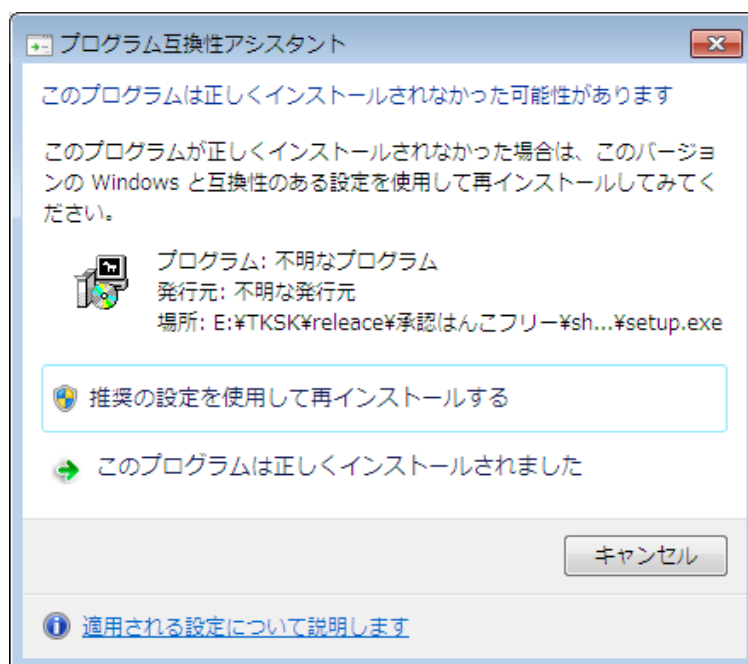 プログラム互換性アシスタント
このプログラムは正しくインストールされなかった可能性があります
このプログラムが正しくインストールされなかった場合は、このバージョ
ンの Windows と互換性のある設定を使用して再インストールしてみてく
ださい。
プログラム: 不明なプログラム
発行元: 不明な発行元
場所: E:¥TKSK¥releace¥承認はんこフリー¥sh...¥setup.exe
推奨の設定を使用して再インストールする
このプログラムは正しくインストールされました
キャンセル
適用される設定について説明します